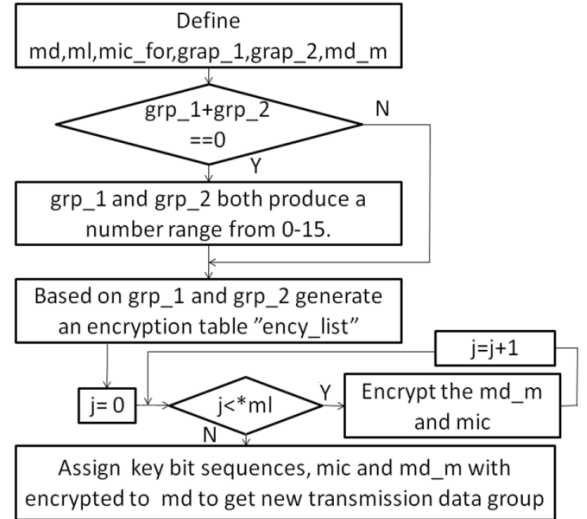 Define
md,ml,mic_for,grap_1,grap_2,md_m
grp_1+grp_2
==0
N
Y
grp_1 and grp_2 both produce a
number range from 0-15.
Based on grp_1 and grp_2 generate
an encryption table ”ency_list”
j=j+1
j= 0
j<*ml
Y
Encrypt the md_m
and mic
N
Assign key bit sequences, mic and md_m with
encrypted to md to get new transmission data group